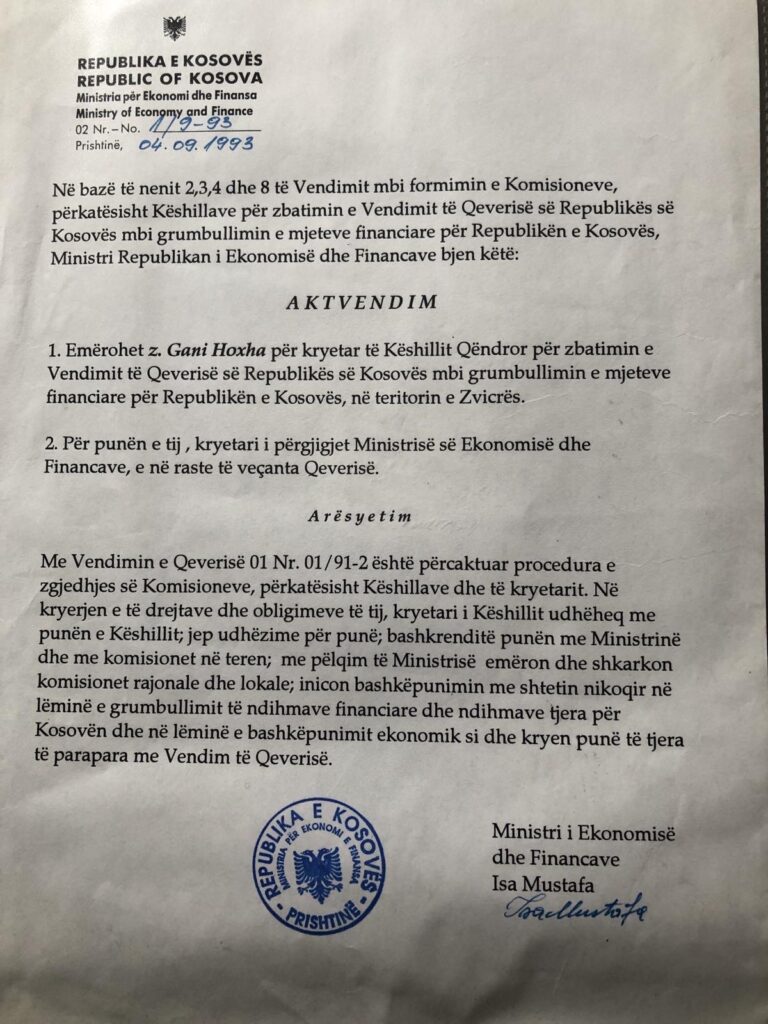 REPUBLIKA E KOSOVËS
REPUBLIC OF KOSOVA
Ministria për Ekonomi dhe Finansa
Ministry of Economy and Finance
02 Nr.–No. 1/9-93
Prishtinë, 04.09.1993
Në bazë të nenit 2,3,4 dhe 8 të Vendimit mbi formimin e Komisioneve,
përkatësisht Këshillave për zbatimin e Vendimit të Qeverisë së Republikës së
Kosovës mbi grumbullimin e mjeteve financiare për Republikën e Kosovës,
Ministri Republikan i Ekonomisë dhe Financave bjen këtë:
AKTVENDIM
1. Emërohet z. Gani Hoxha për kryetar të Këshillit Qëndror për zbatimin e
Vendimit të Qeverisë së Republikës së Kosovës mbi grumbullimin e mjeteve
financiare për Republikën e Kosovës, në teritorin e Zvicrës.
2. Për punën e tij , kryetari i përgjigjet Ministrisë së Ekonomisë dhe
Financave, e në raste të veçanta Qeverisë.
Arësyetim
Me Vendimin e Qeverisë 01 Nr. 01/91-2 është përcaktuar procedura e
zgjedhjes së Komisioneve, përkatësisht Këshillave dhe të kryetarit. Në
kryerjen e të drejtave dhe obligimeve të tij, kryetari i Këshillit udhëheq me
punën e Këshillit; jep udhëzime për punë; bashkrenditë punën me Ministrinë
dhe me komisionet në teren; me pëlqim të Ministrisë emëron dhe shkarkon
komisionet rajonale dhe lokale; inicon bashkëpunimin me shtetin nikoqir në
lëminë e grumbullimit të ndihmave financiare dhe ndihmave tjera për
Kosovën dhe në lëminë e bashkëpunimit ekonomik si dhe kryen punë të tjera
të parapara me Vendim të Qeverisë.
REPUBLIKA E KOSOVËS
MINISTRIA PËR EKONOMI E FINANSA
PRISHTINË
Ministri i Ekonomisë
dhe Financave
Isa Mustafa
Isa Mustafa